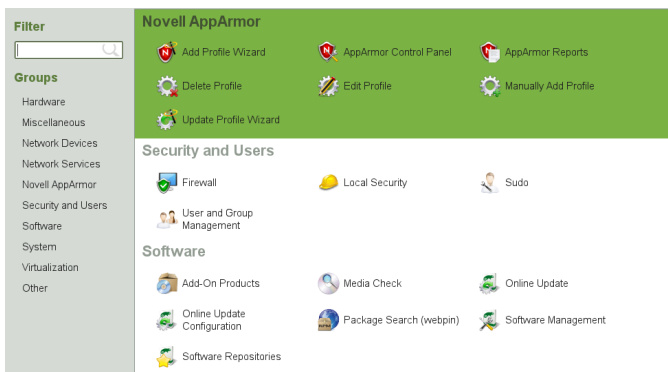 Filter
Groups
Hardware
Miscellaneous
Network Devices
Network Services
Novell AppArmor
Security and Users
Software
System
Virtualization
Other
Novell AppArmor
Add Profile Wizard
AppArmor Control Panel
AppArmor Reports
Delete Profile
Edit Profile
Manually Add Profile
Update Profile Wizard
Security and Users
Firewall
Local Security
Sudo
User and Group
Management
Software
Add-On Products
Media Check
Online Update
Online Update
Configuration
Package Search (webpin)
Software Management
Software Repositories